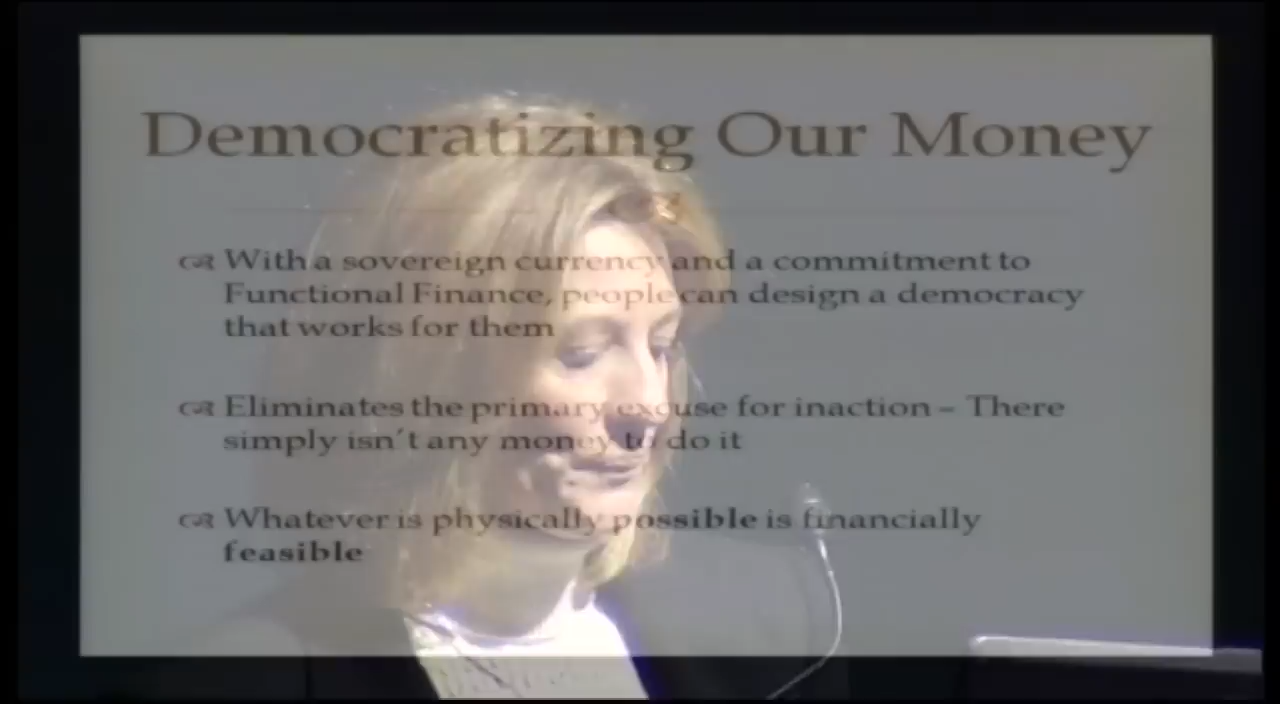 Democratizing Our Money
With a sovereign currency and a commitment to
Functional Finance, people can design a democracy
that works for them
Eliminates the primary excuse for inaction – There
simply isn't any money to do it
Whatever is physically possible is financially
feasible